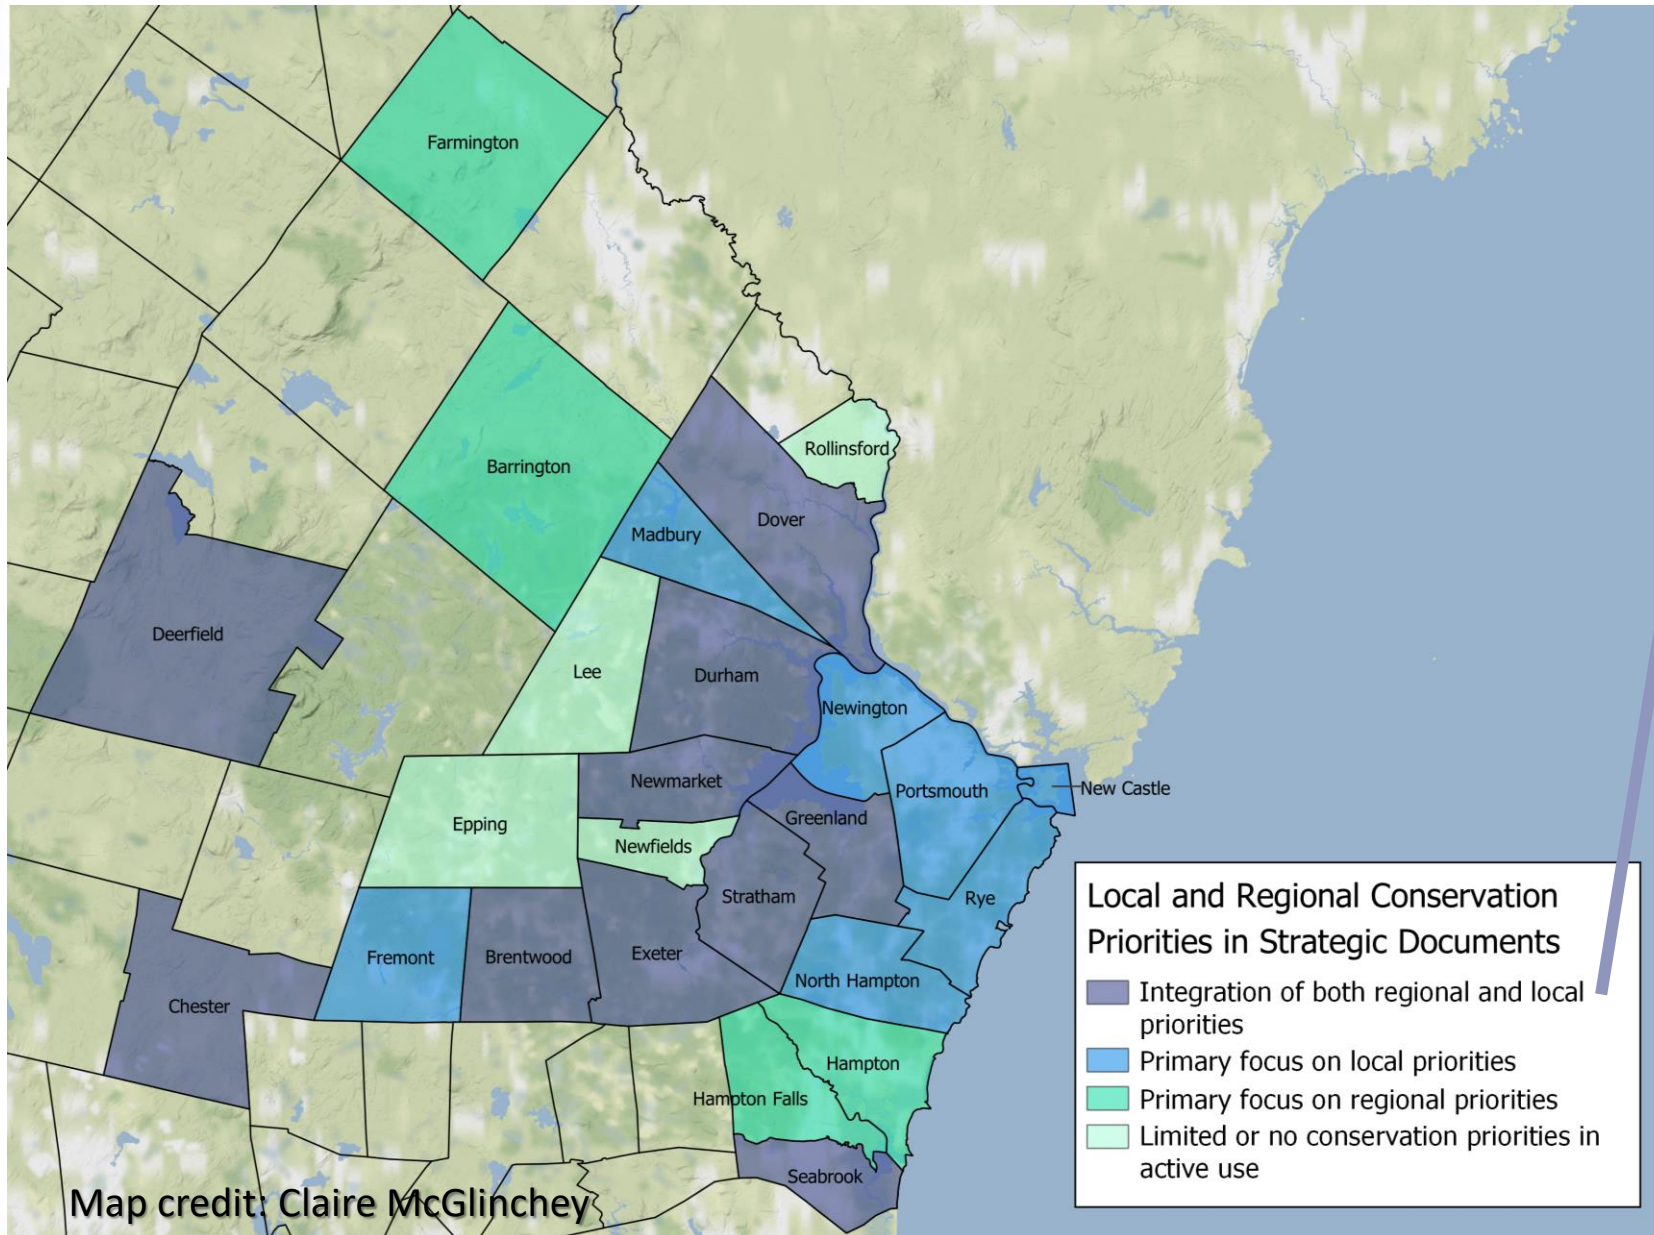 Farmington
Barrington
Rollinsford
Dover
Madbury
Deerfield
Lee
Durham
Newington
Newmarket
Portsmouth
New Castle
Epping
Greenland
Newfields
Stratham
Rye
Fremont
Brentwood
Exeter
North Hampton
Chester
Hampton
Hampton Falls
Seabrook
Local and Regional Conservation
Priorities in Strategic Documents
Integration of both regional and local
priorities
Primary focus on local priorities
Primary focus on regional priorities
Limited or no conservation priorities in
active use
Map credit: Claire McGlinchey